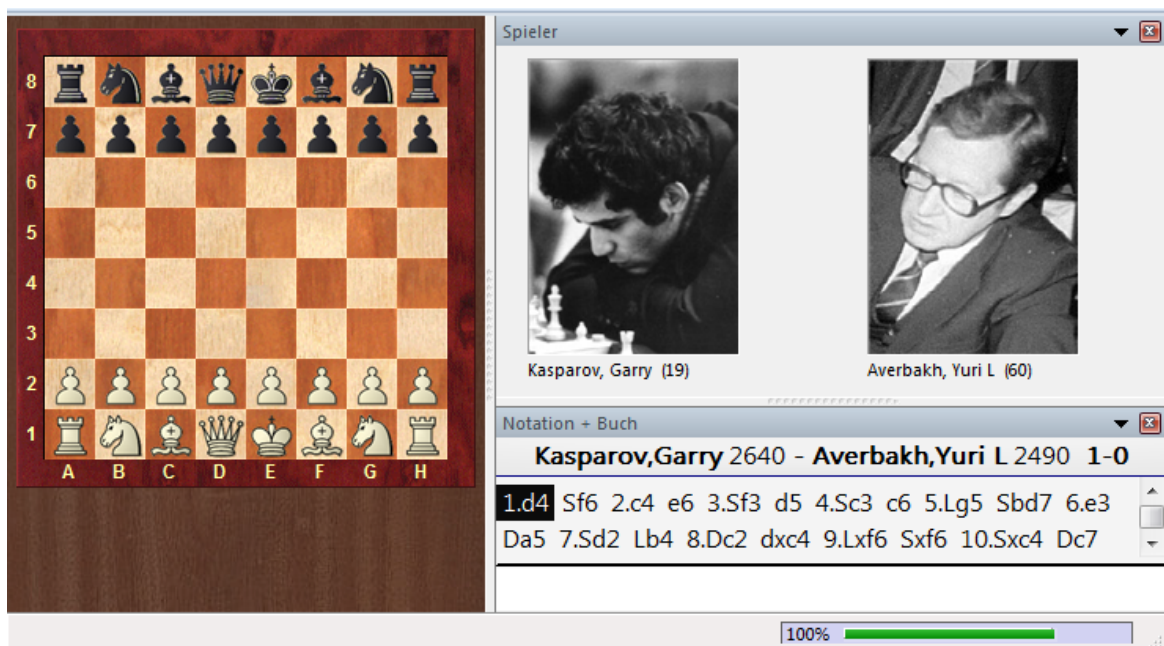 Spieler
8
7
6
5
4
3
2
1
A B C D E F G H
Kasparov, Garry (19)
Averbakh, Yuri L (60)
Notation + Buch
Kasparov,Garry 2640 - Averbakh,Yuri L 2490 1-0
1.d4 Sf6 2.c4 e6 3.Sf3 d5 4.Sc3 c6 5.Lg5 Sbd7 6.e3
Da5 7.Sd2 Lb4 8.Dc2 dxc4 9.Lxf6 Sxf6 10.Sxc4 Dc7
100%